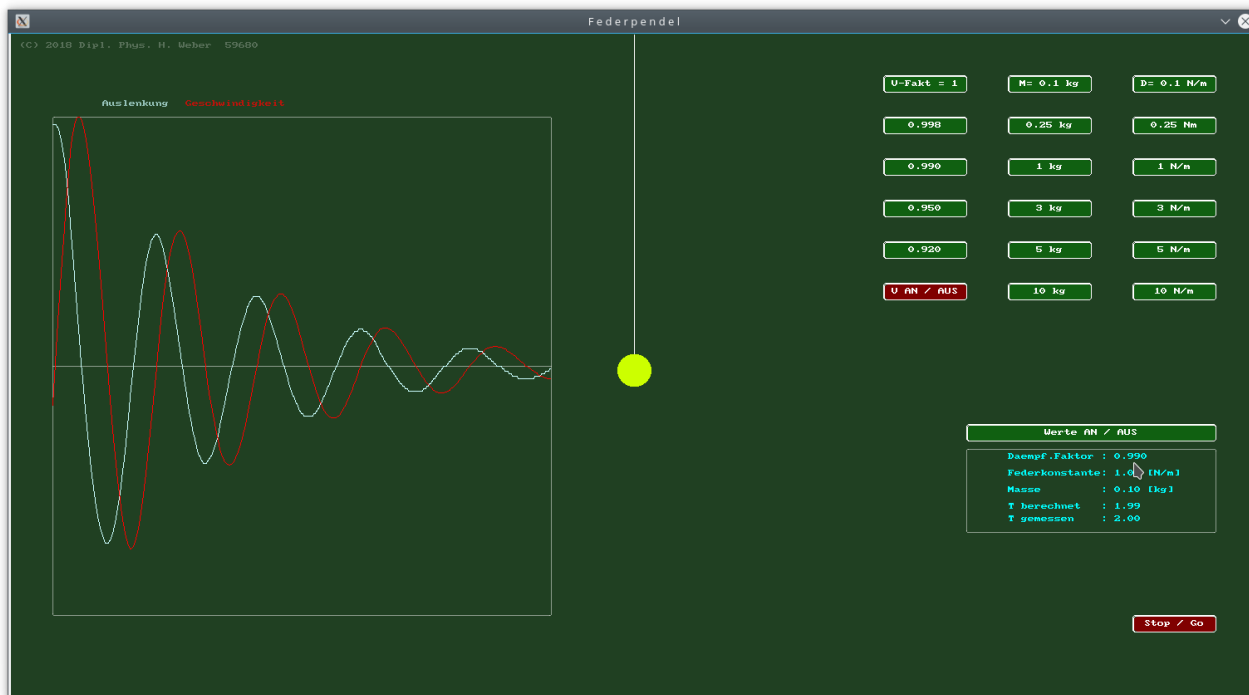 Federpendel
(C) 2018 Dipl. Phys. H. Weber 59680
Auslenkung Geschwindigkeit
V-Fakt = 1 M= 0.1 kg D= 0.1 N/m
0.998 0.25 kg 0.25 Nm
0.990 1 kg 1 N/m
0.950 3 kg 3 N/m
0.920 5 kg 5 N/m
V AN / AUS 10 kg 10 N/m
Werte AN / AUS
Daempf.Faktor : 0.990
Federkonstante: [N/m]
Masse : 0.10 [kg]
T berechnet : 1.99
T gemessen : 2.00
Stop / Go